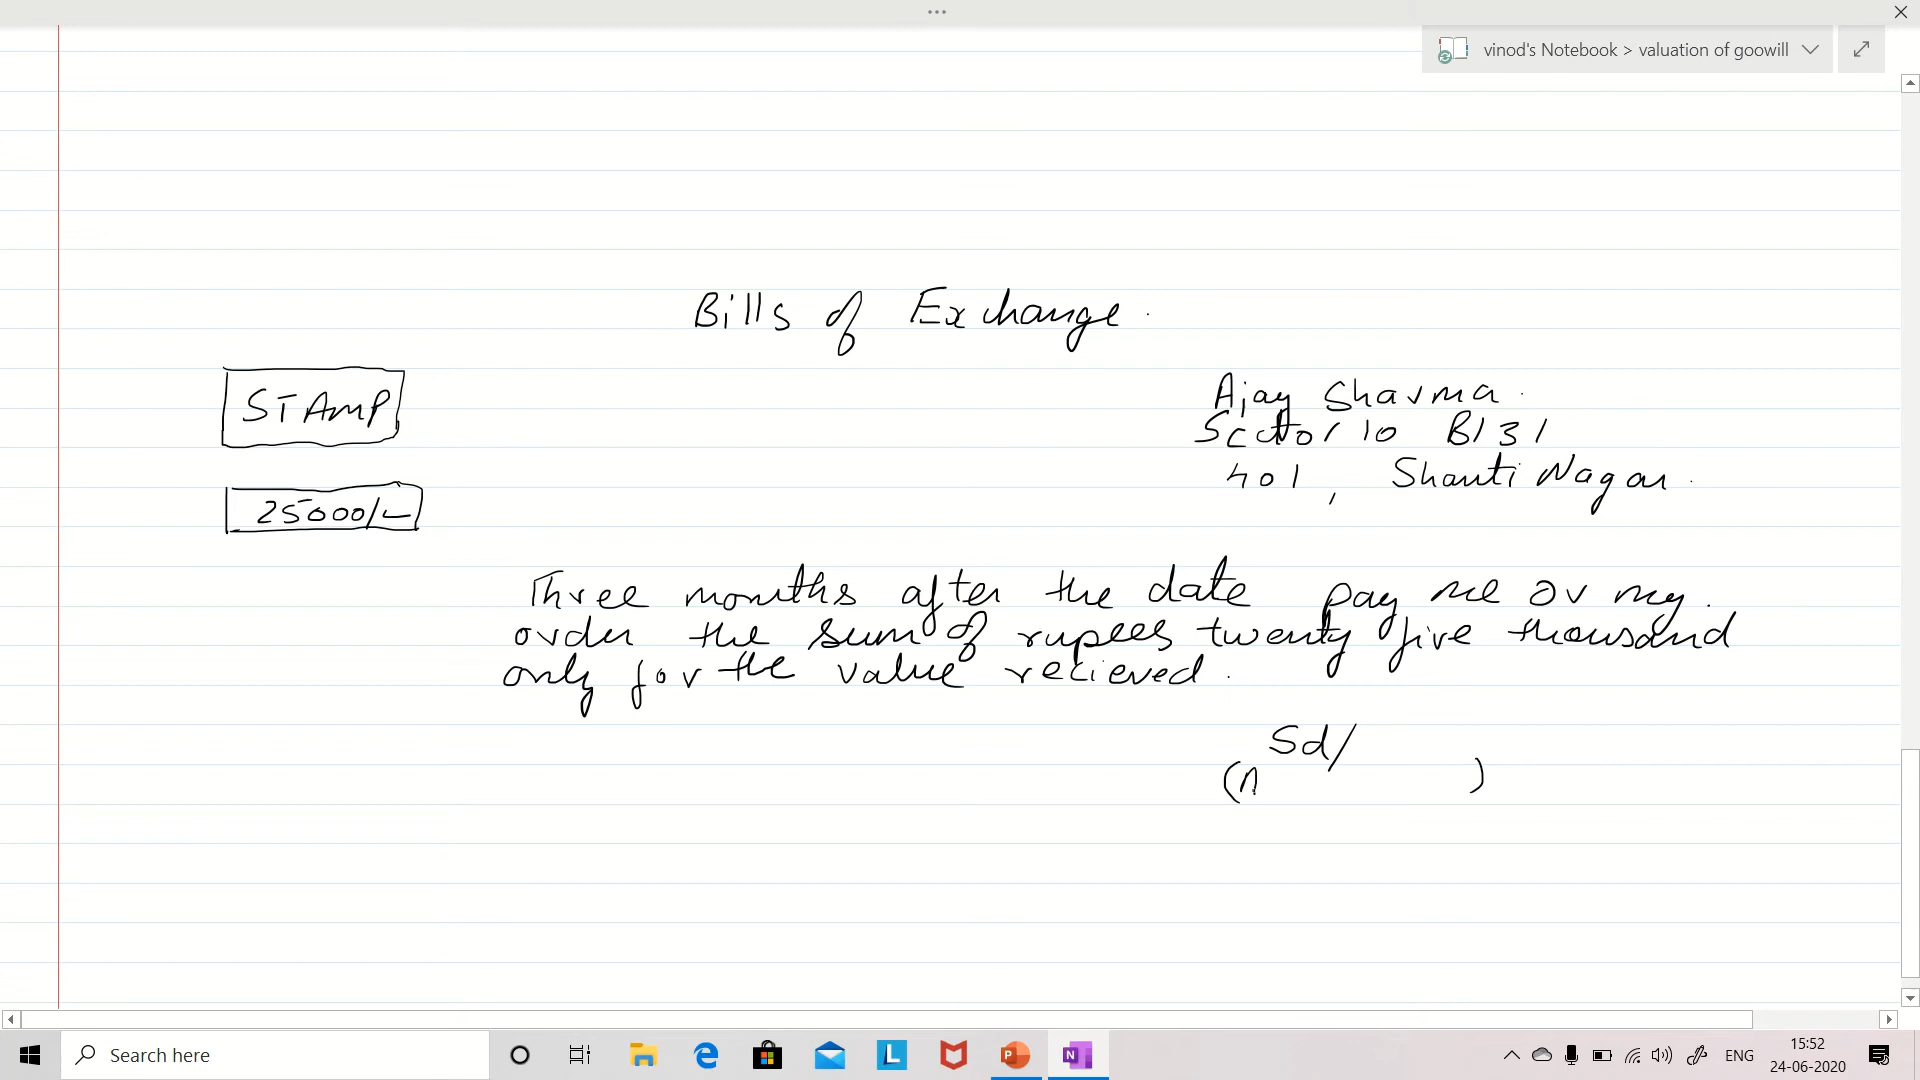 vinod's Notebook > valuation of goowill
Bills of Exchange.
STAMP
Ajay Sharma.
Sector 10 B131
401, Shanti Nagar.
25000/-
Three months after the date pay me or my.
order the sum of rupees twenty five thousand
only for the value recieved.
Sd/
( )
Search here
ENG
15:52
24-06-2020